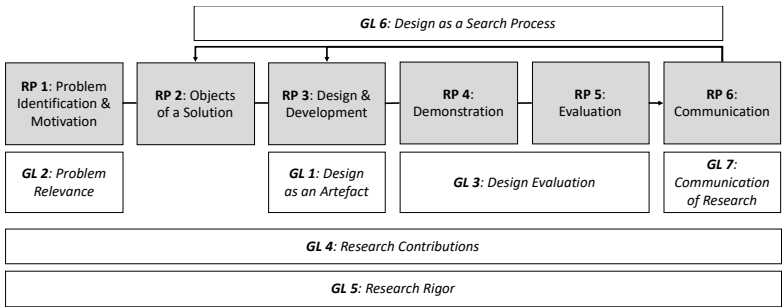 GL 6: Design as a Search Process
RP 1: Problem
Identification &
Motivation
RP 2: Objects
of a Solution
RP 3: Design &
Development
RP 4:
Demonstration
RP 5:
Evaluation
RP 6:
Communication
GL 2: Problem
Relevance
GL 1: Design
as an Artefact
GL 3: Design Evaluation
GL 7:
Communication
of Research
GL 4: Research Contributions
GL 5: Research Rigor